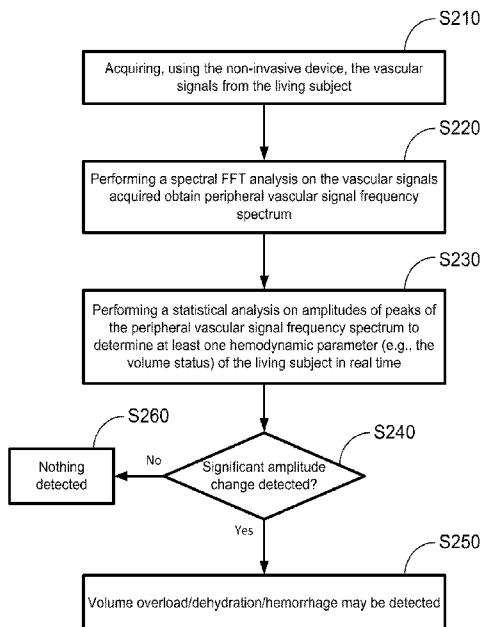 S210
Acquiring, using the non-invasive device, the vascular
signals from the living subject
S220
Performing a spectral FFT analysis on the vascular signals
acquired obtain peripheral vascular signal frequency
spectrum
S230
Performing a statistical analysis on amplitudes of peaks of
the peripheral vascular signal frequency spectrum to
determine at least one hemodynamic parameter (e.g., the
volume status) of the living subject in real time
S260
S240
Nothing
detected
No
Significant amplitude
change detected?
Yes
S250
Volume overload/dehydration/hemorrhage may be detected